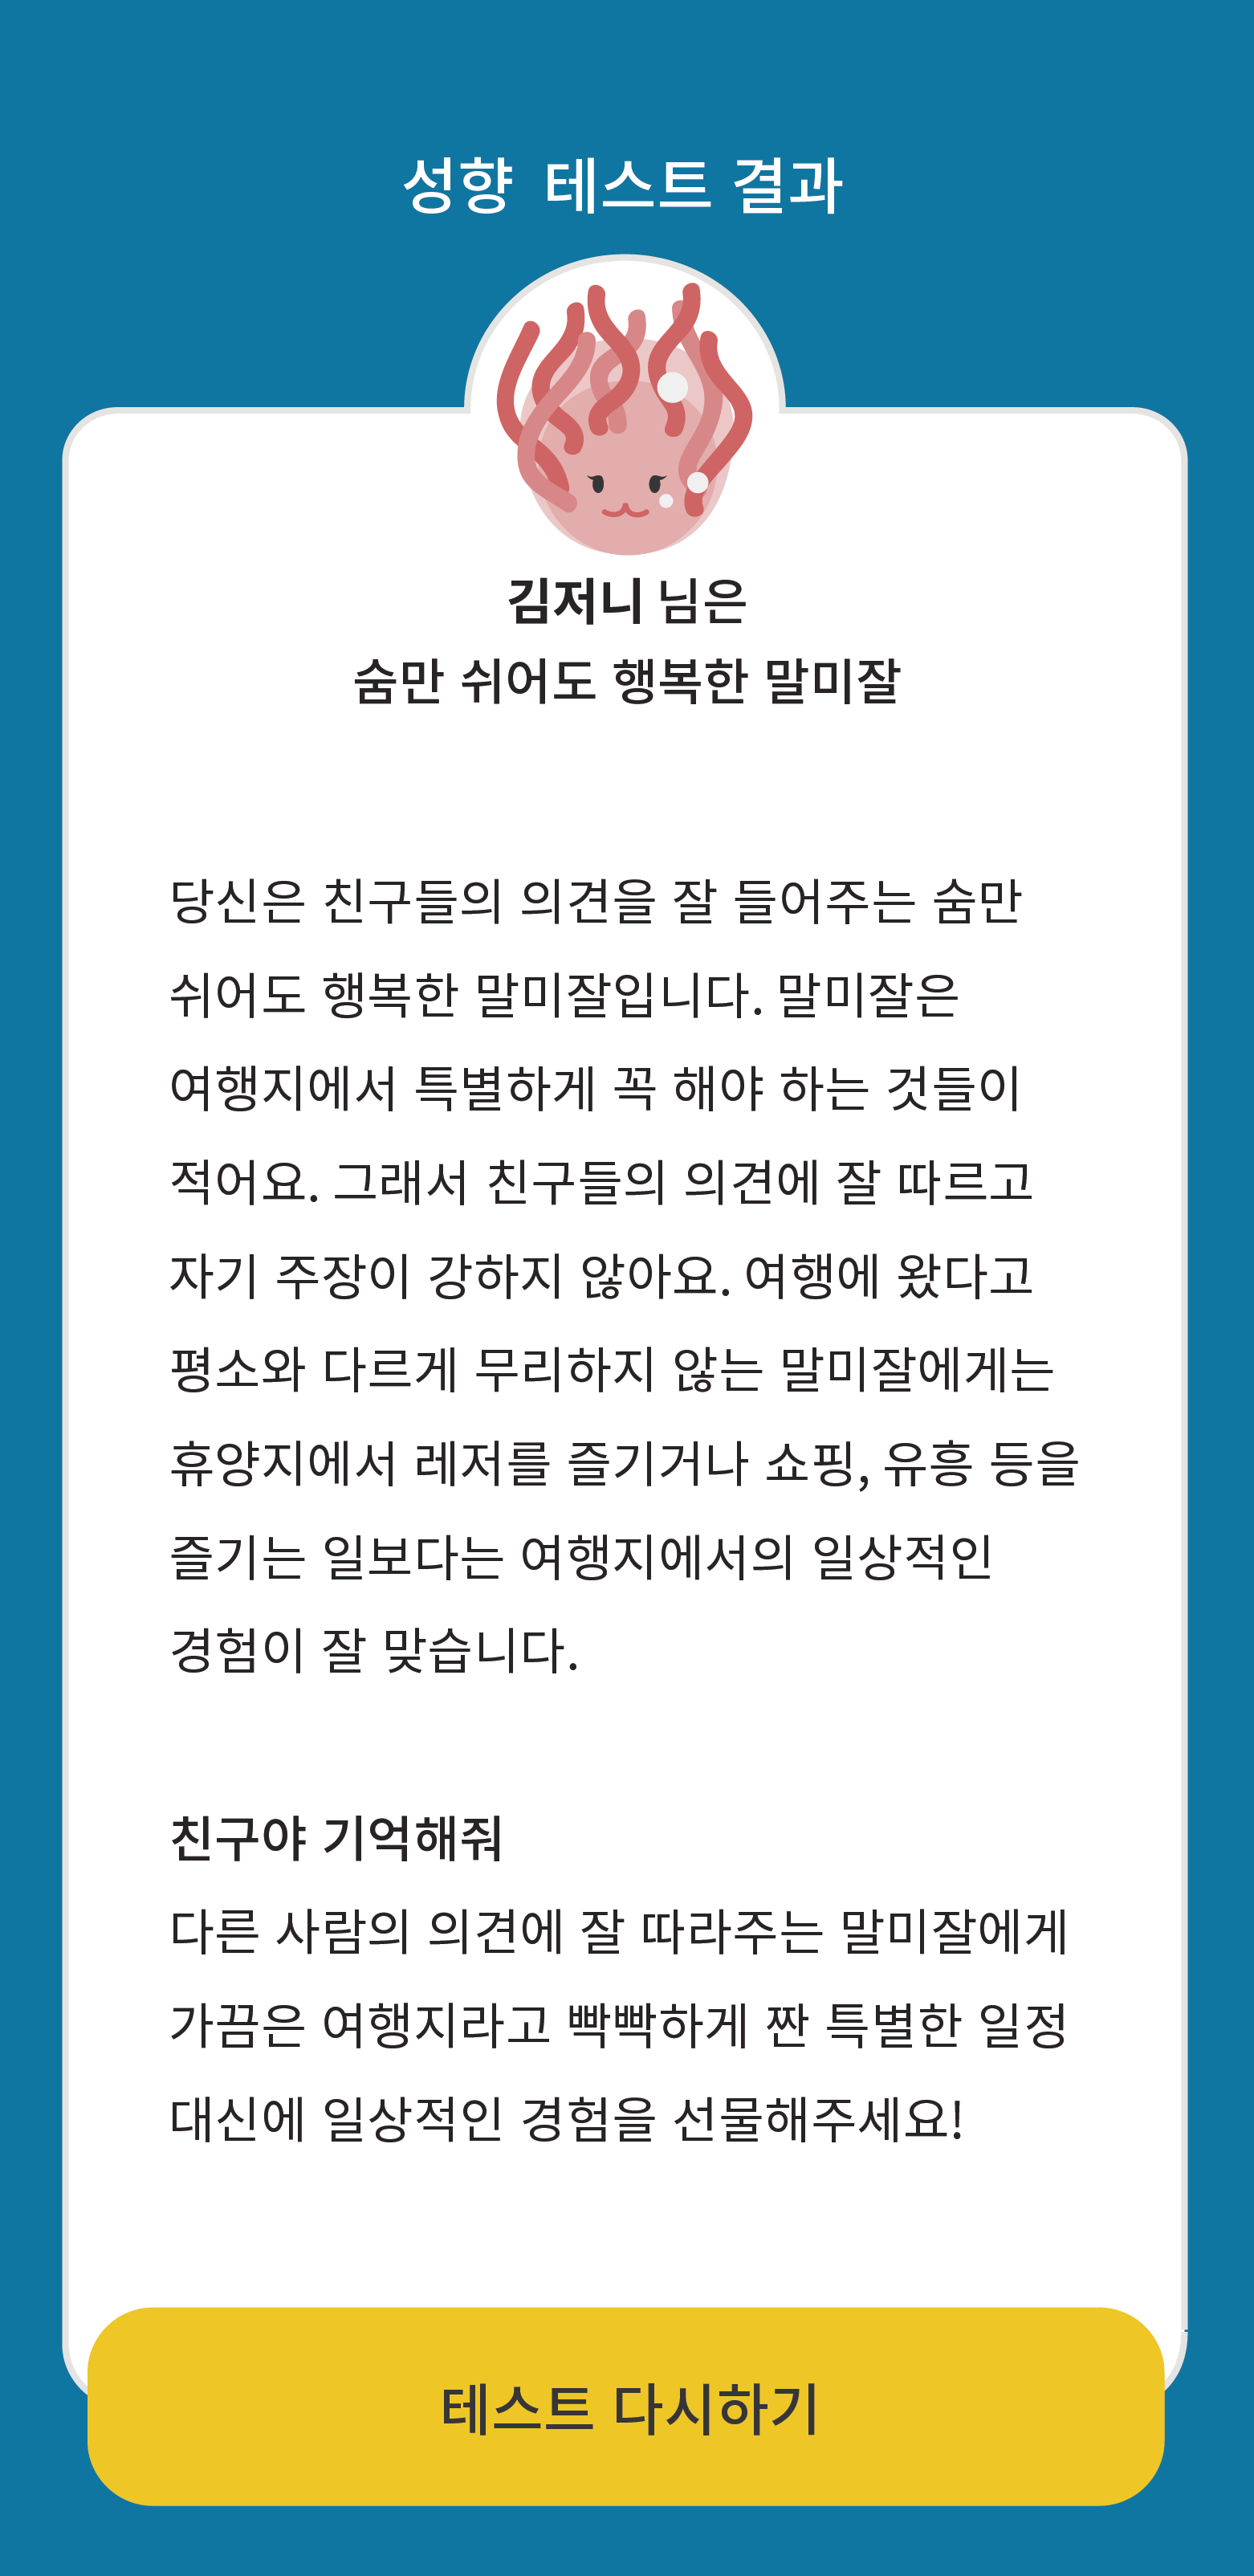 성향 테스트 결과
김저니 님은
숨만 쉬어도 행복한 말미잘
당신은 친구들의 의견을 잘 들어주는 숨만
쉬어도 행복한 말미잘입니다. 말미잘은
여행지에서 특별하게 꼭 해야 하는 것들이
적어요. 그래서 친구들의 의견에 잘 따르고
자기 주장이 강하지 않아요. 여행에 왔다고
평소와 다르게 무리하지 않는 말미잘에게는
휴양지에서 레저를 즐기거나 쇼핑, 유흥 등을
즐기는 일보다는 여행지에서의 일상적인
경험이 잘 맞습니다.
친구야 기억해줘
다른 사람의 의견에 잘 따라주는 말미잘에게
가끔은 여행지라고 빡빡하게 짠 특별한 일정
대신에 일상적인 경험을 선물해주세요!
테스트 다시하기